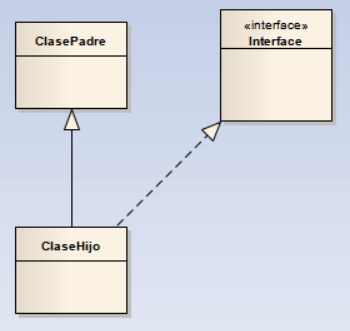 ClasePadre
«interface»
Interface
ClaseHijo